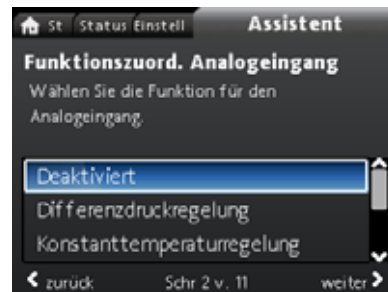 St Status Einstell Assistent
Funktionszuord. Analogeingang
Wählen Sie die Funktion für den
Analogeingang.
Deaktiviert
Differenzdruckregelung
Konstanttemperaturregelung
zurück Schr 2 v. 11 weiter